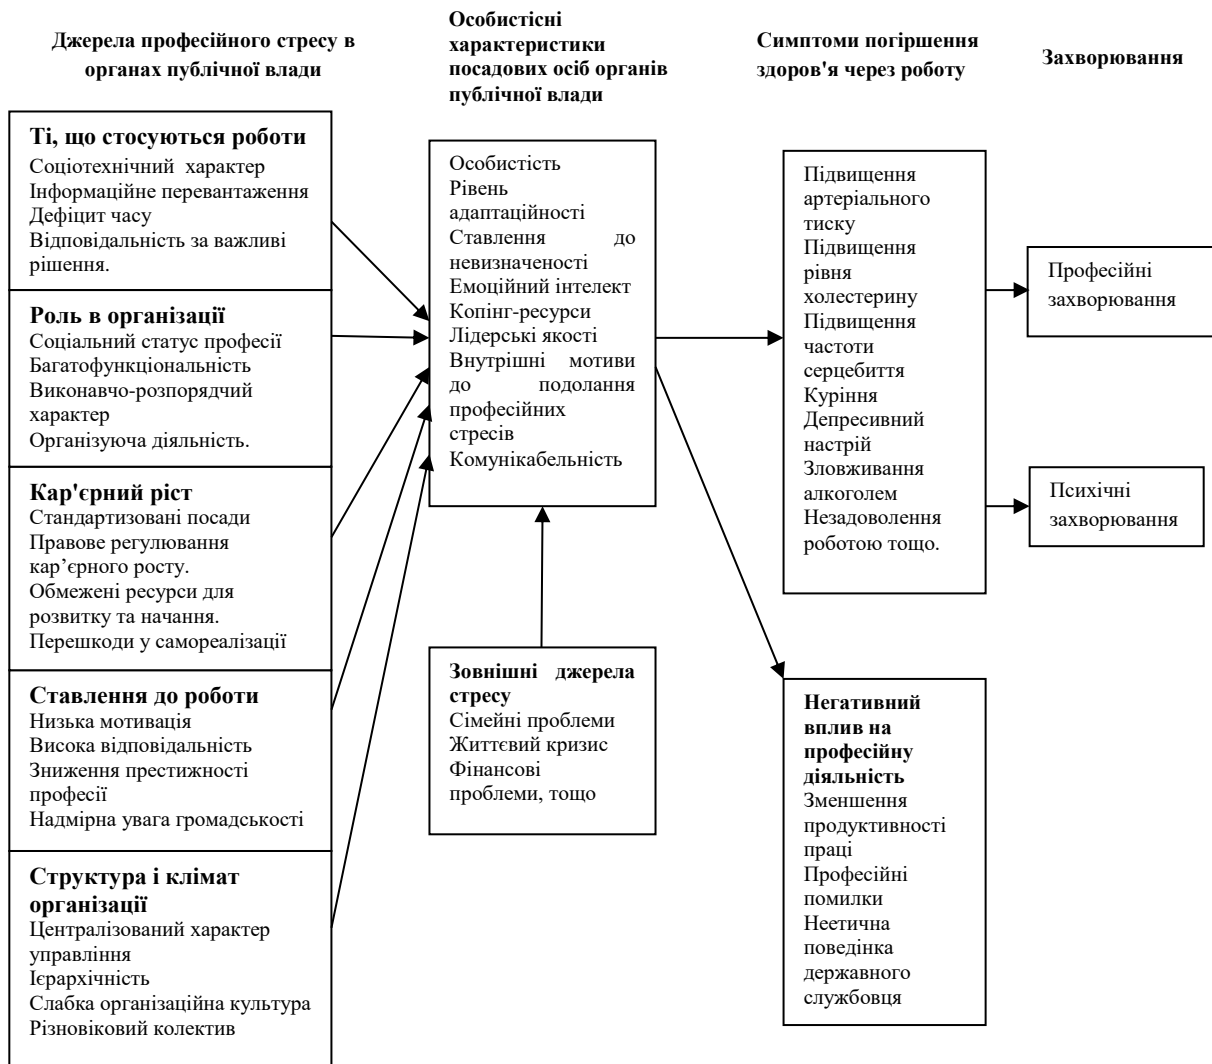 Джерела професійного стресу в
органах публічної влади
Особистісні
характеристики
посадових осіб органів
публічної влади
Симптоми погіршення
здоров'я через роботу
Захворювання
Ті, що стосуються роботи
Соціотехнічний характер
Інформаційне перевантаження
Дефіцит часу
Відповідальність за важливі
рішення.
Роль в організації
Соціальний статус професії
Багатофункціональність
Виконавчо-розпорядчий
характер
Організуюча діяльність.
Кар'єрний ріст
Стандартизовані посади
Правове регулювання
кар’єрного росту.
Обмежені ресурси для
розвитку та начання.
Перешкоди у самореалізації
Ставлення до роботи
Низька мотивація
Висока відповідальність
Зниження престижності
професії
Надмірна увага громадськості
Структура і клімат
організації
Централізований характер
управління
Ієрархічність
Слабка організаційна культура
Різновіковий колектив
Особистість
Рівень
адаптаційності
Ставлення до
невизначеності
Емоційний інтелект
Копінг-ресурси
Лідерські якості
Внутрішні мотиви
до подолання
професійних
стресів
Комунікабельність
Зовнішні джерела
стресу
Сімейні проблеми
Життєвий кризис
Фінансові
проблеми, тощо
Підвищення
артеріального
тиску
Підвищення
рівня
холестерину
Підвищення
частоти
серцебиття
Куріння
Депресивний
настрій
Зловживання
алкоголем
Незадоволення
роботою тощо.
Негативний
вплив на
професійну
діяльність
Зменшення
продуктивності
праці
Професійні
помилки
Неетична
поведінка
державного
службовця
Професійні
захворювання
Психічні
захворювання